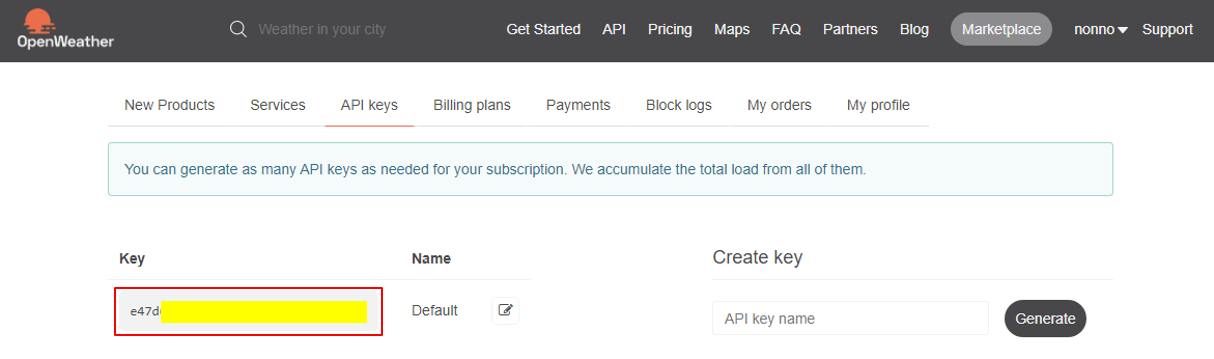 OpenWeather
Weather in your city
Get Started API Pricing Maps FAQ Partners Blog Marketplace nonno Support
New Products Services API keys Billing plans Payments Block logs My orders My profile
You can generate as many API keys as needed for your subscription. We accumulate the total load from all of them.
Key Name
e47d
Default
Create key
API key name Generate